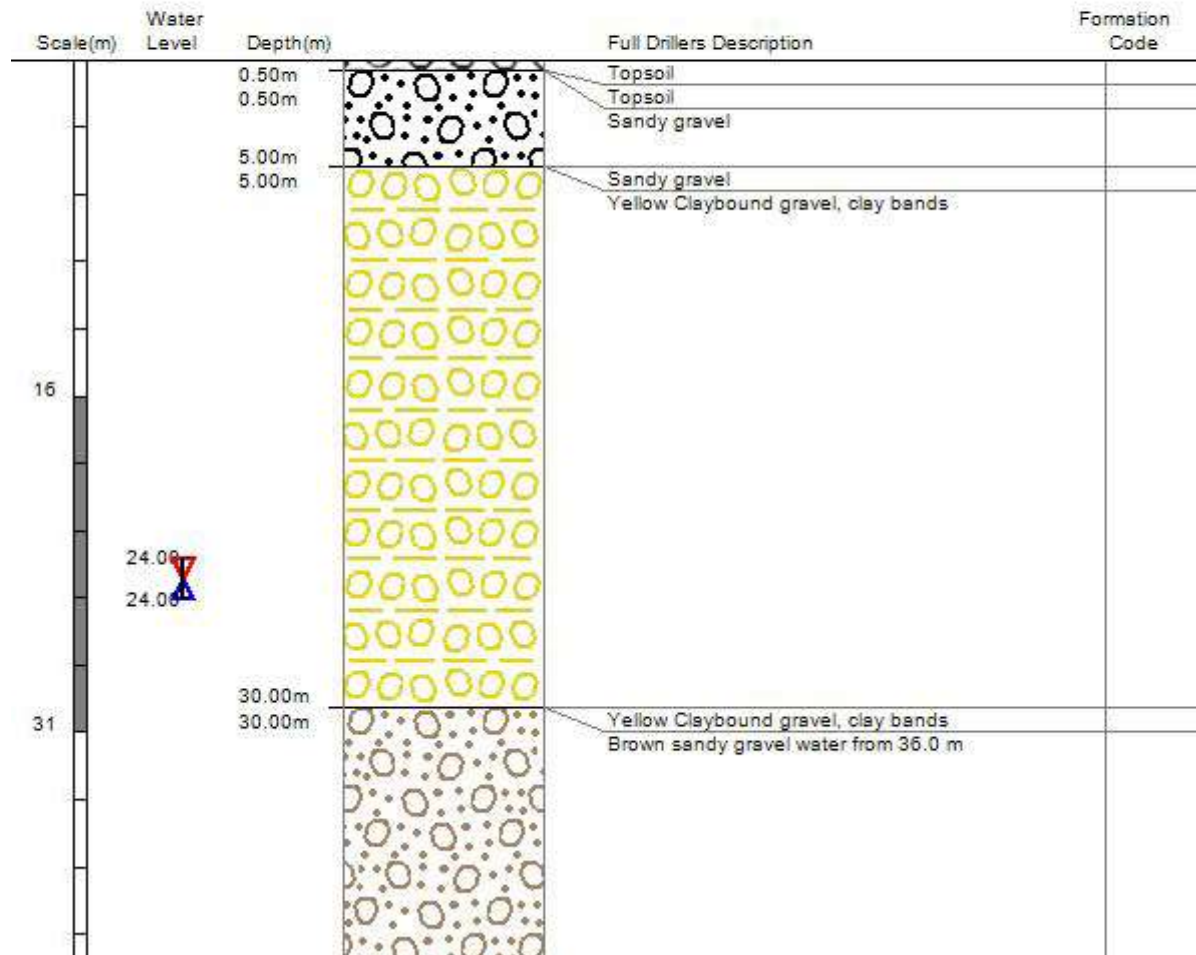 Water Formation
Scale(m) Level Depth(m) Full Drillers Description Code
0.50m Topsoil
0.50m Topsoil
Sandy gravel
5.00m
5.00m Sandy gravel
Yellow Claybound gravel, clay bands
16
24.00
24.00
30.00m
31 30.00m Yellow Claybound gravel, clay bands
Brown sandy gravel water from 36.0 m